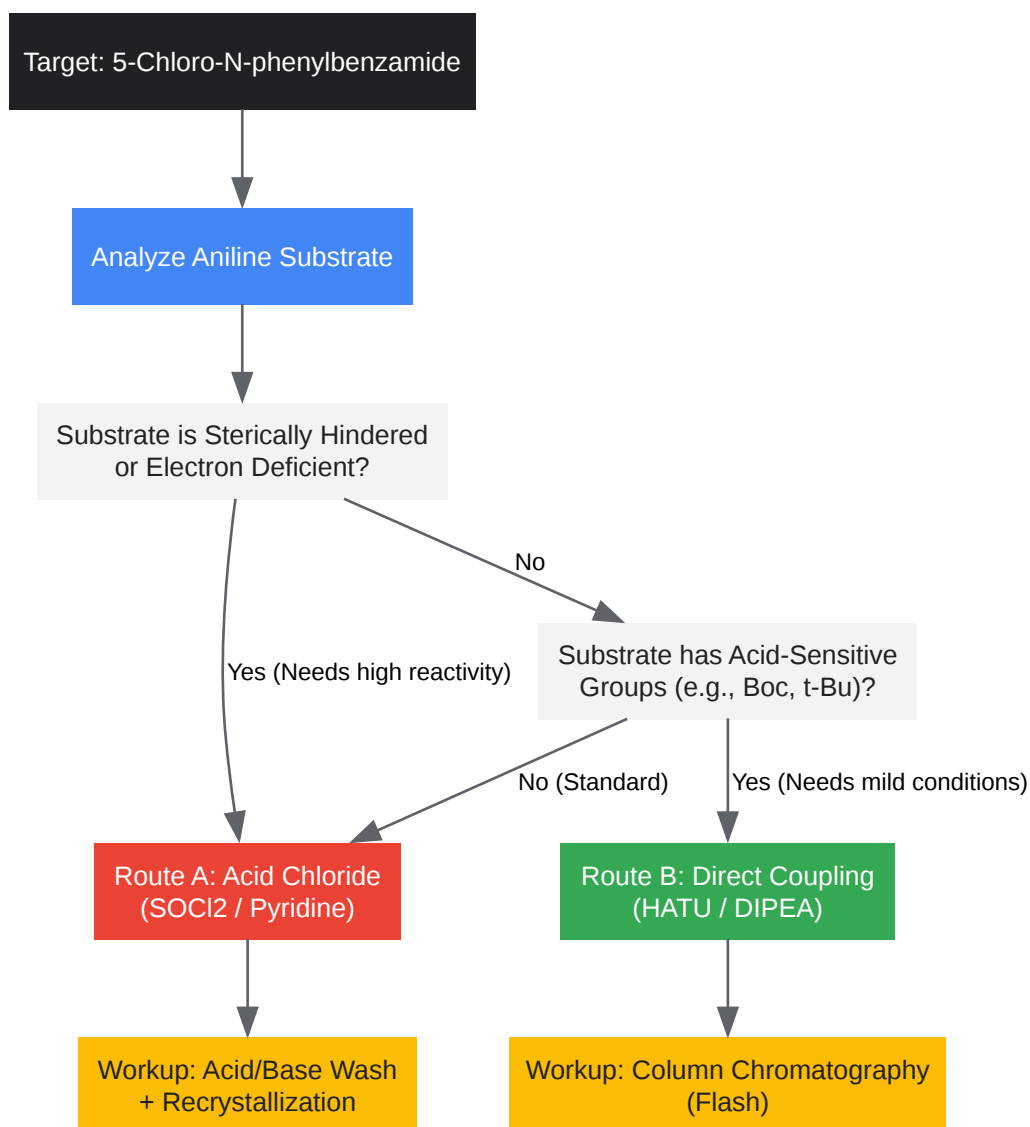 Target: 5-Chloro-N-phenylbenzamide
Analyze Aniline Substrate
Substrate is Sterically Hindered
or Electron Deficient?
No
Yes (Needs high reactivity)
Substrate has Acid-Sensitive
Groups (e.g., Boc, t-Bu)?
No (Standard)
Yes (Needs mild conditions)
Route A: Acid Chloride
(SOCl2 / Pyridine)
Route B: Direct Coupling
(HATU / DIPEA)
Workup: Acid/Base Wash
+ Recrystallization
Workup: Column Chromatography
(Flash)